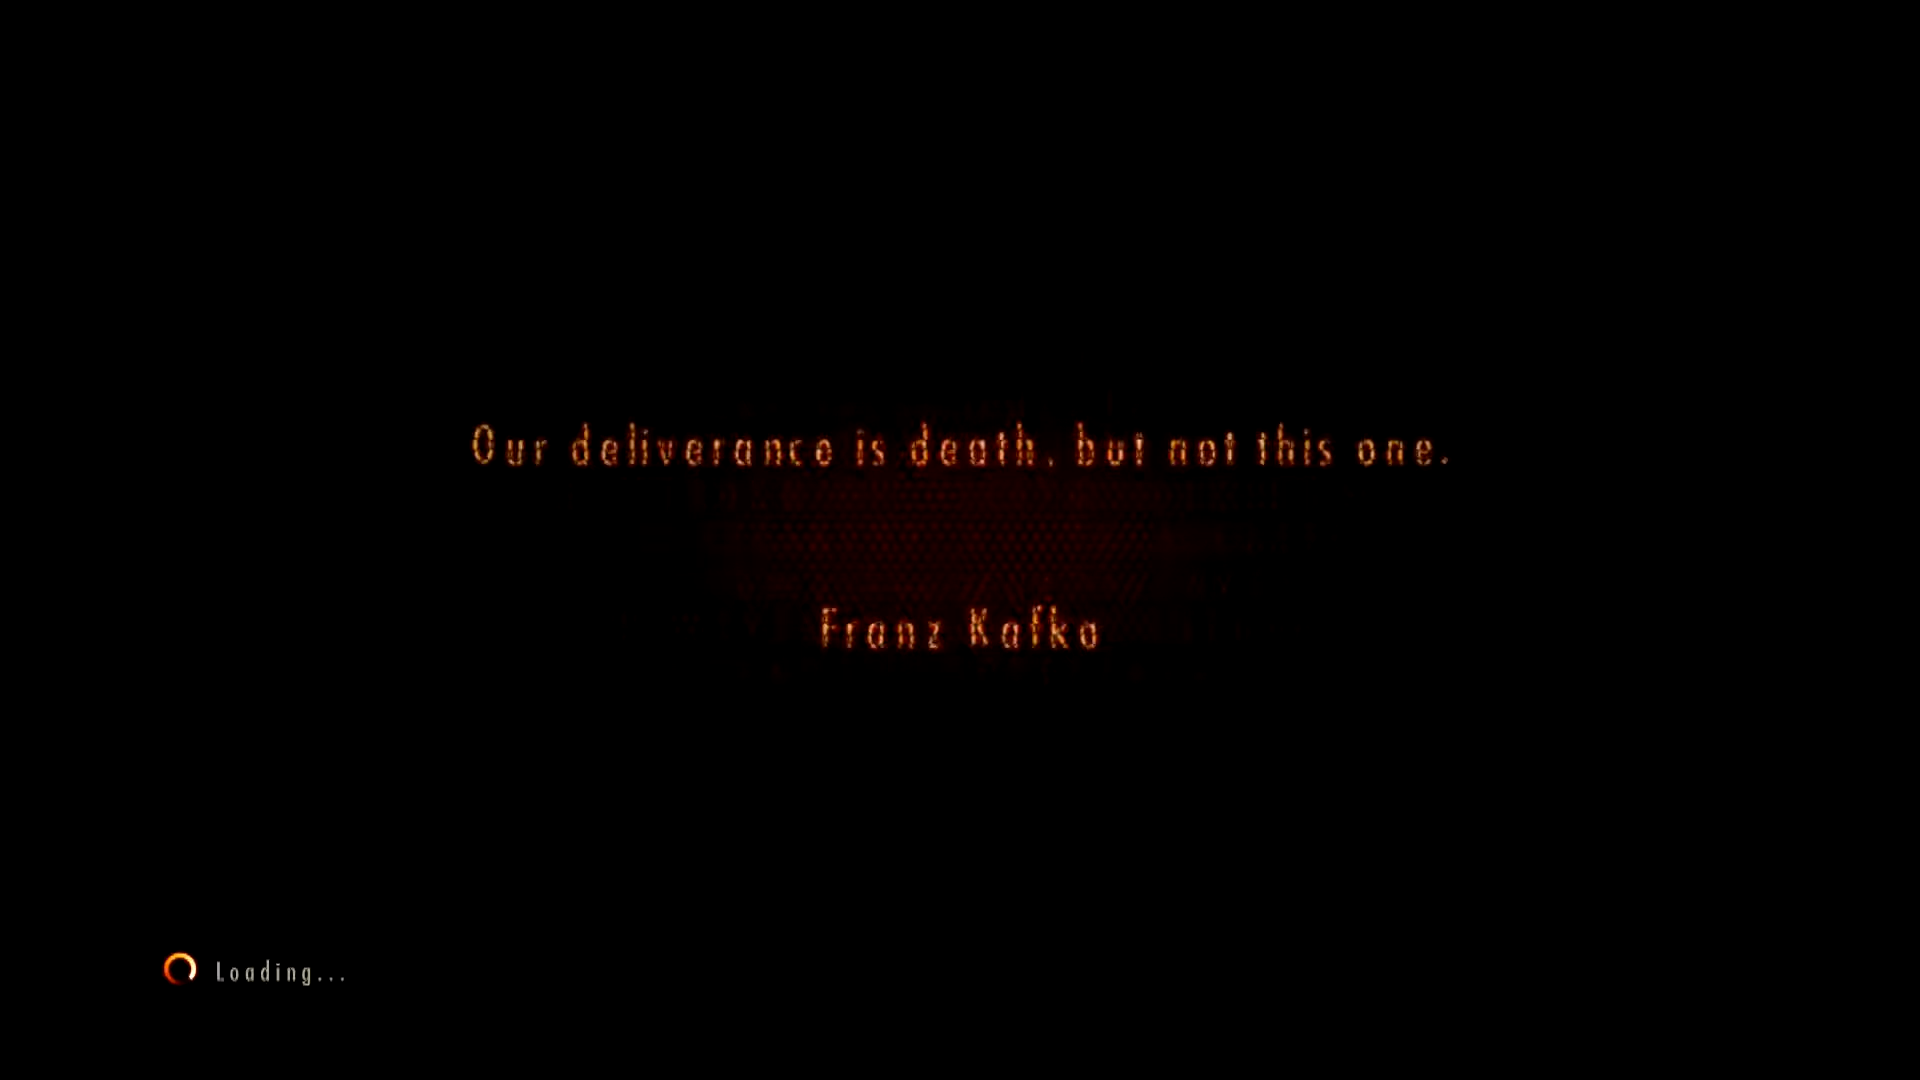 Our deliverance is death, but not this one.
Franz Kafka
Loading...